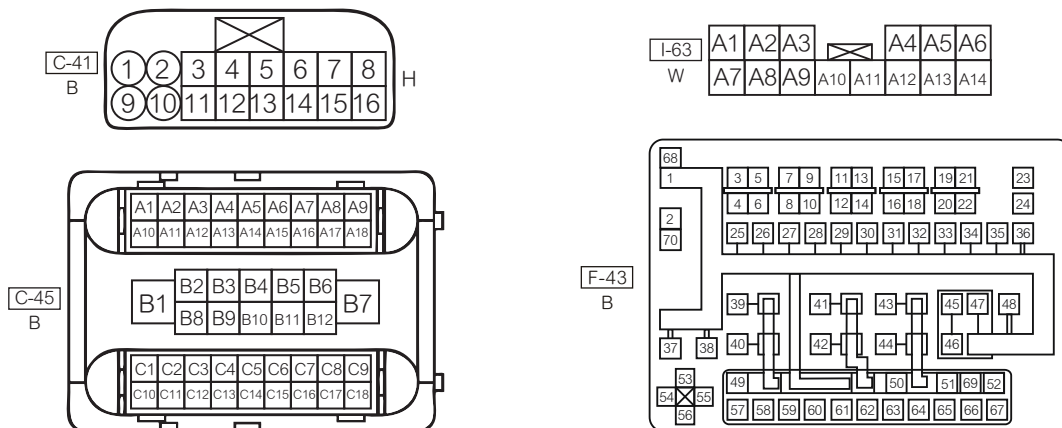 C-41
B
1 2 3 4 5 6 7 8
9 10 11 12 13 14 15 16
H
I-63
W
A1 A2 A3 A4 A5 A6
A7 A8 A9 A10 A11 A12 A13 A14
C-45
B
A1 A2 A3 A4 A5 A6 A7 A8 A9
A10 A11 A12 A13 A14 A15 A16 A17 A18
B1 B2 B3 B4 B5 B6 B7
B8 B9 B10 B11 B12
C1 C2 C3 C4 C5 C6 C7 C8 C9
C10 C11 C12 C13 C14 C15 C16 C17 C18
F-43
B
68
1 3 5 7 9 11 13 15 17 19 21 23
4 6 8 10 12 14 16 18 20 22 24
2
70 25 26 27 28 29 30 31 32 33 34 35 36
39 41 43 45 47 48
37 38 40 42 44 46
53
54 55
56
49 50 51 69 52
57 58 59 60 61 62 63 64 65 66 67